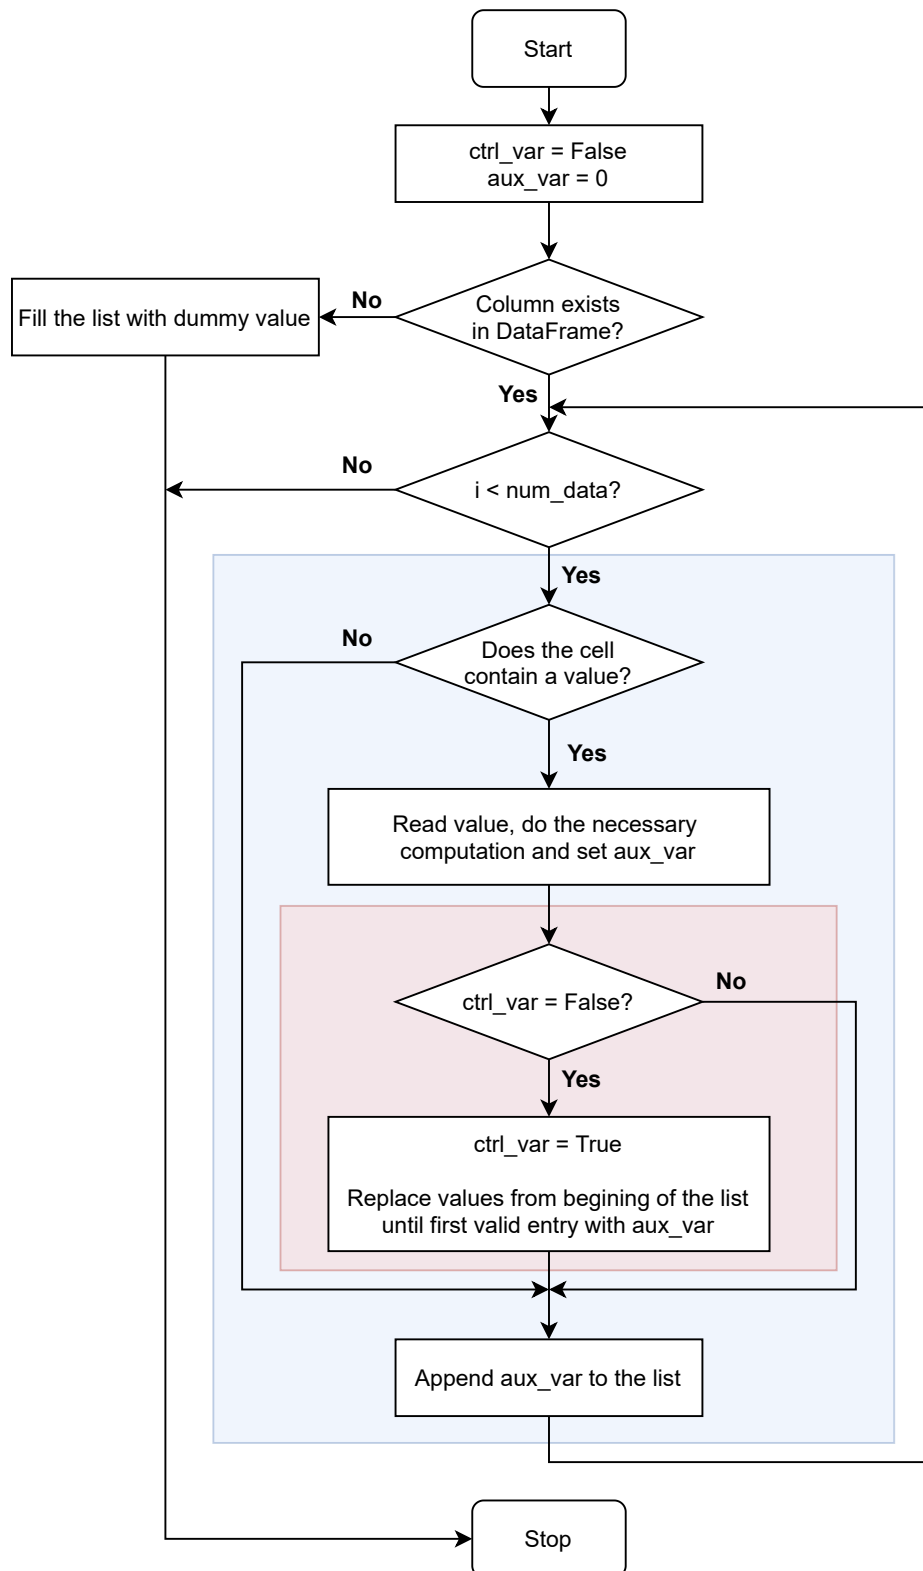 Start
ctrl_var = False
aux_var = 0
Column exists
in DataFrame?
No
Fill the list with dummy value
Yes
i < num_data?
No
Yes
Does the cell
contain a value?
No
Yes
Read value, do the necessary
computation and set aux_var
ctrl_var = False?
No
Yes
ctrl_var = True
Replace values from begining of the list
until first valid entry with aux_var
Append aux_var to the list
Stop